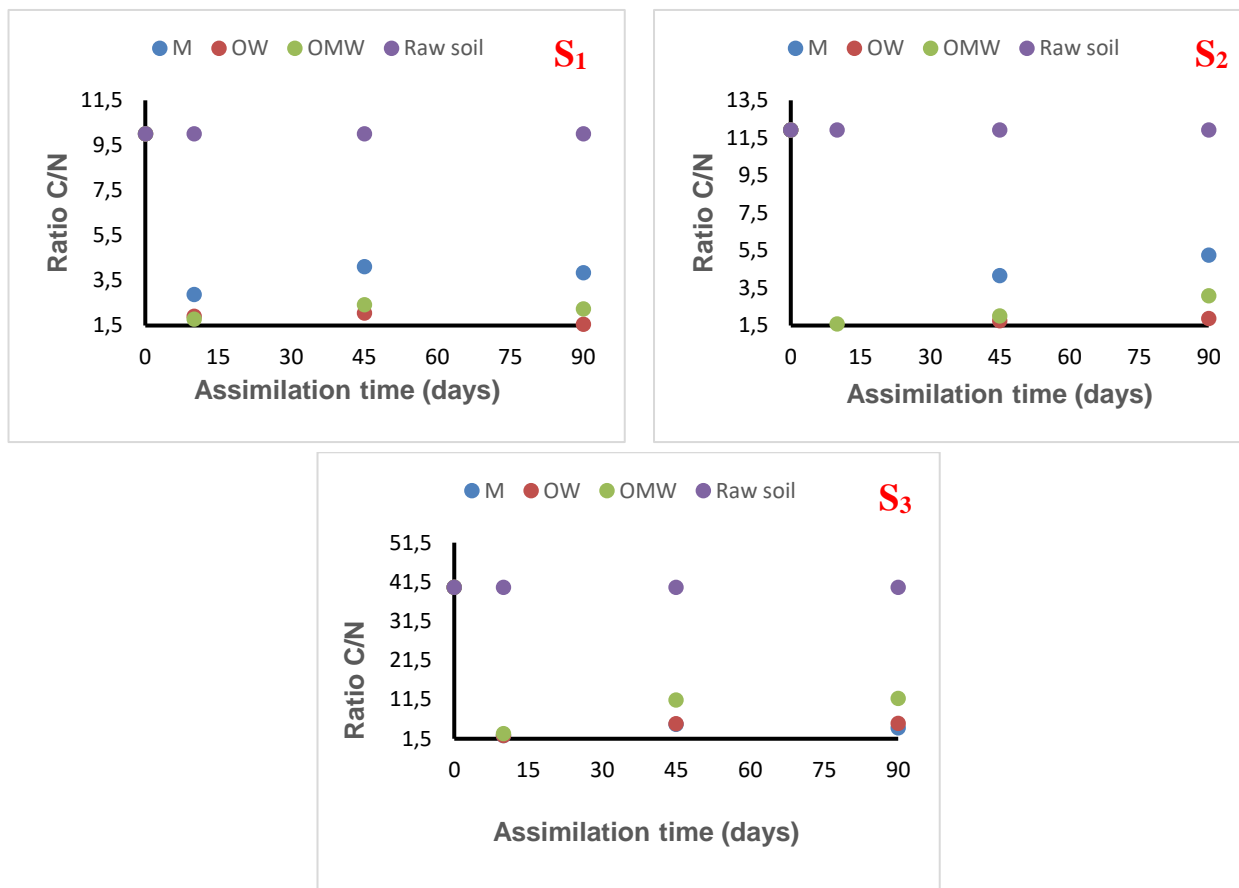 M OW OMW Raw soil
S1
11,5
9,5
7,5
5,5
3,5
1,5
Ratio C/N
0 15 30 45 60 75 90
Assimilation time (days)
M OW OMW Raw soil
S2
13,5
11,5
9,5
7,5
5,5
3,5
1,5
Ratio C/N
0 15 30 45 60 75 90
Assimilation time (days)
M OW OMW Raw soil
S3
51,5
41,5
31,5
21,5
11,5
1,5
Ratio C/N
0 15 30 45 60 75 90
Assimilation time (days)